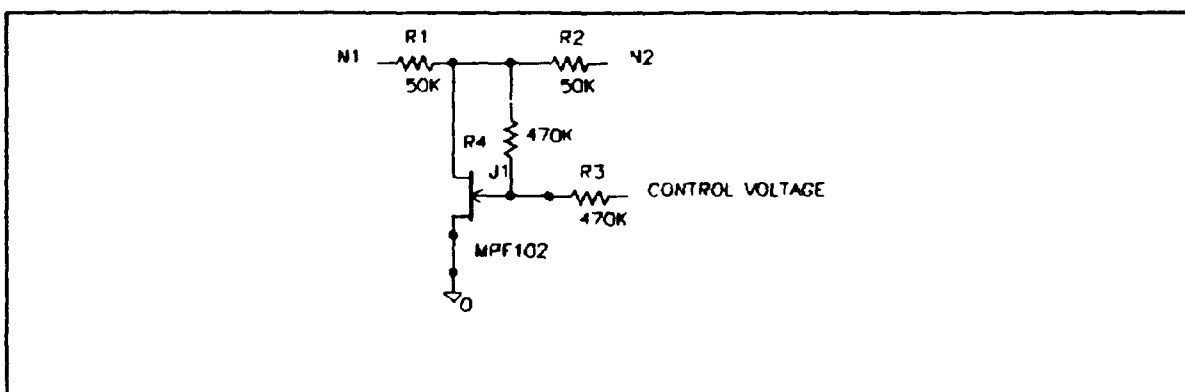 R1 R2
N1 N2
50K 50K
R4 470K
J1 R3
CONTROL VOLTAGE
470K
MPF102
0